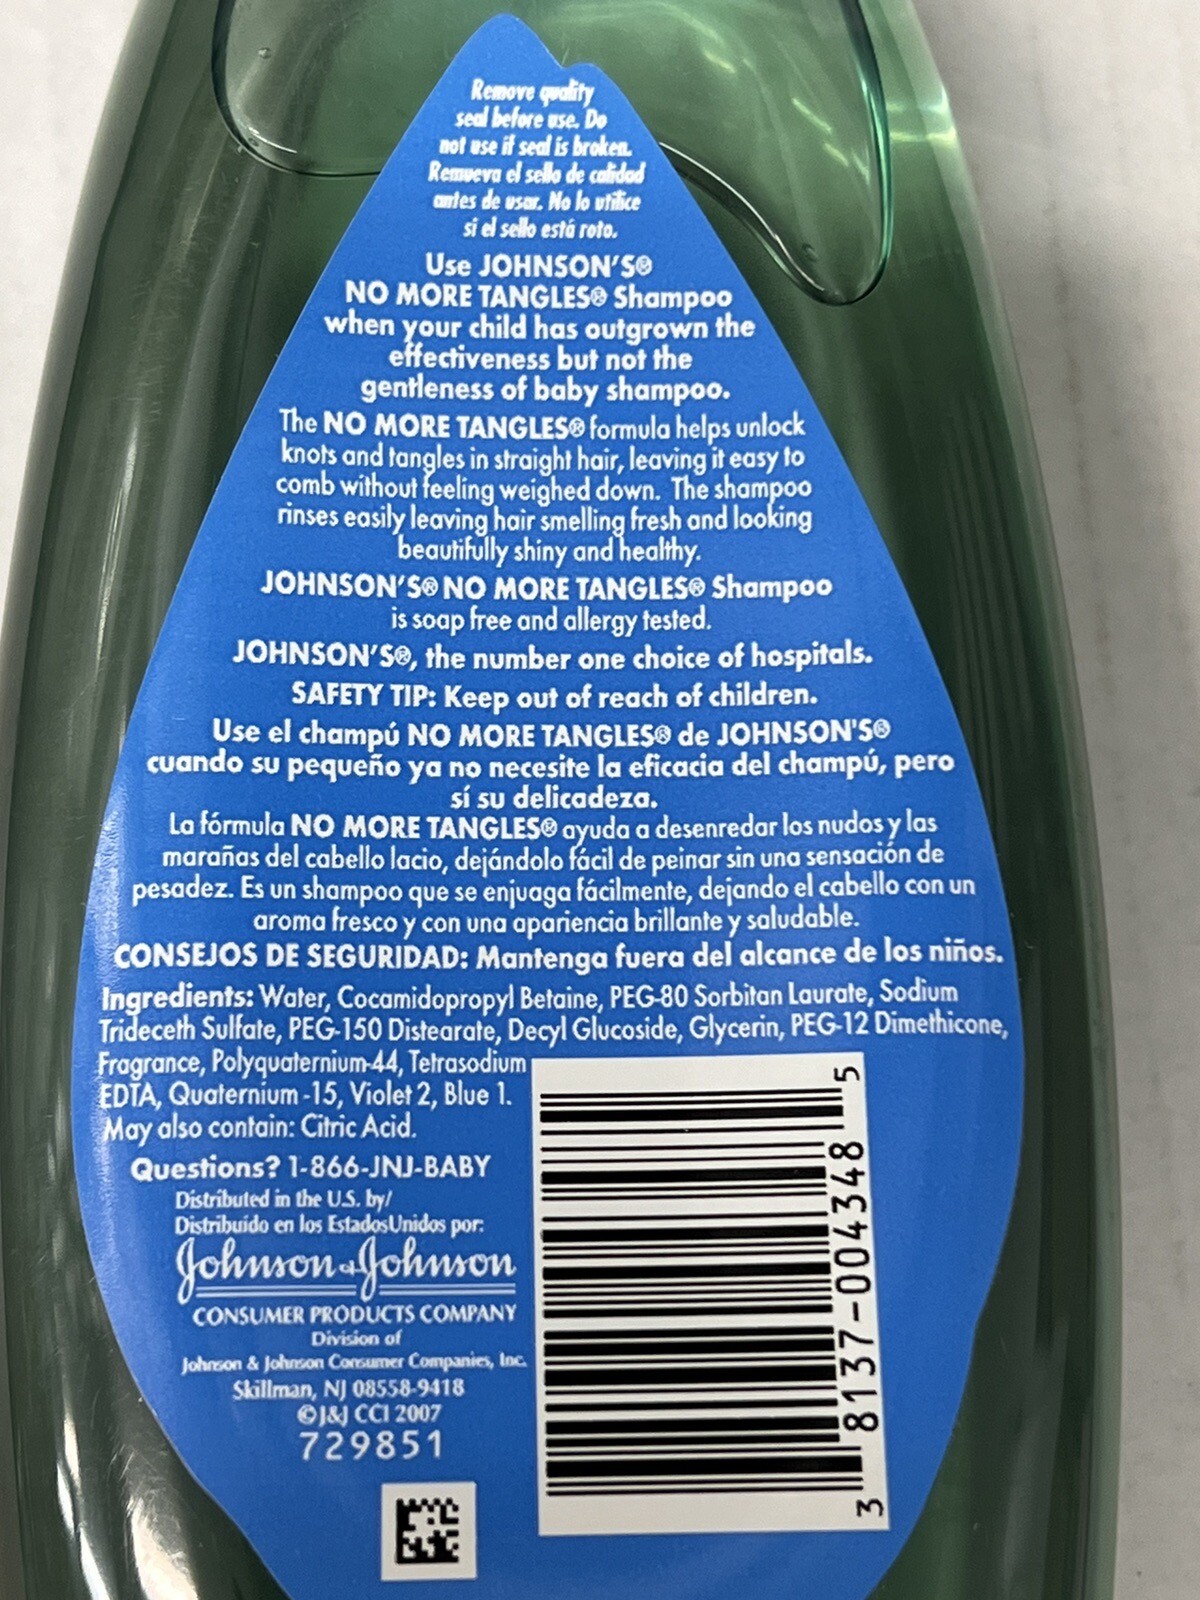 Remove quality
seal before use. Do
not use if seal is broken.
Remueva el sello de calidad
antes de usar. No lo utilice
si el sello está roto.
Use JOHNSON'S®
NO MORE TANGLES® Shampoo
when your child has outgrown the
effectiveness but not the
gentleness of baby shampoo.
The NO MORE TANGLES® formula helps unlock
knots and tangles in straight hair, leaving it easy to
comb without feeling weighed down. The shampoo
rinses easily leaving hair smelling fresh and looking
beautifully shiny and healthy.
JOHNSON'S® NO MORE TANGLES® Shampoo
is soap free and allergy tested.
JOHNSON'S®, the number one choice of hospitals.
SAFETY TIP: Keep out of reach of children.
Use el champú NO MORE TANGLES® de JOHNSON'S®
cuando su pequeño ya no necesite la eficacia del champú, pero
sí su delicadeza.
La fórmula NO MORE TANGLES® ayuda a desenredar los nudos y las
marañas del cabello lacio, dejándolo fácil de peinar sin una sensación de
pesadez. Es un shampoo que se enjuaga fácilmente, dejando el cabello con un
aroma fresco y con una apariencia brillante y saludable.
CONSEJOS DE SEGURIDAD: Mantenga fuera del alcance de los niños.
Ingredients: Water, Cocamidopropyl Betaine, PEG-80 Sorbitan Laurate, Sodium
Trideceth Sulfate, PEG-150 Distearate, Decyl Glucoside, Glycerin, PEG-12 Dimethicone,
Fragrance, Polyquaternium-44, Tetrasodium
EDTA, Quaternium -15, Violet 2, Blue 1.
May also contain: Citric Acid.
Questions? 1-866-JNJ-BABY
Distributed in the U.S. by/
Distribuido en los EstadosUnidos por:
Johnson & Johnson
CONSUMER PRODUCTS COMPANY
Division of
Johnson & Johnson Consumer Companies, Inc.
Skillman, NJ 08558-9418
©J&J CCI 2007
729851
3 8137-004348 5